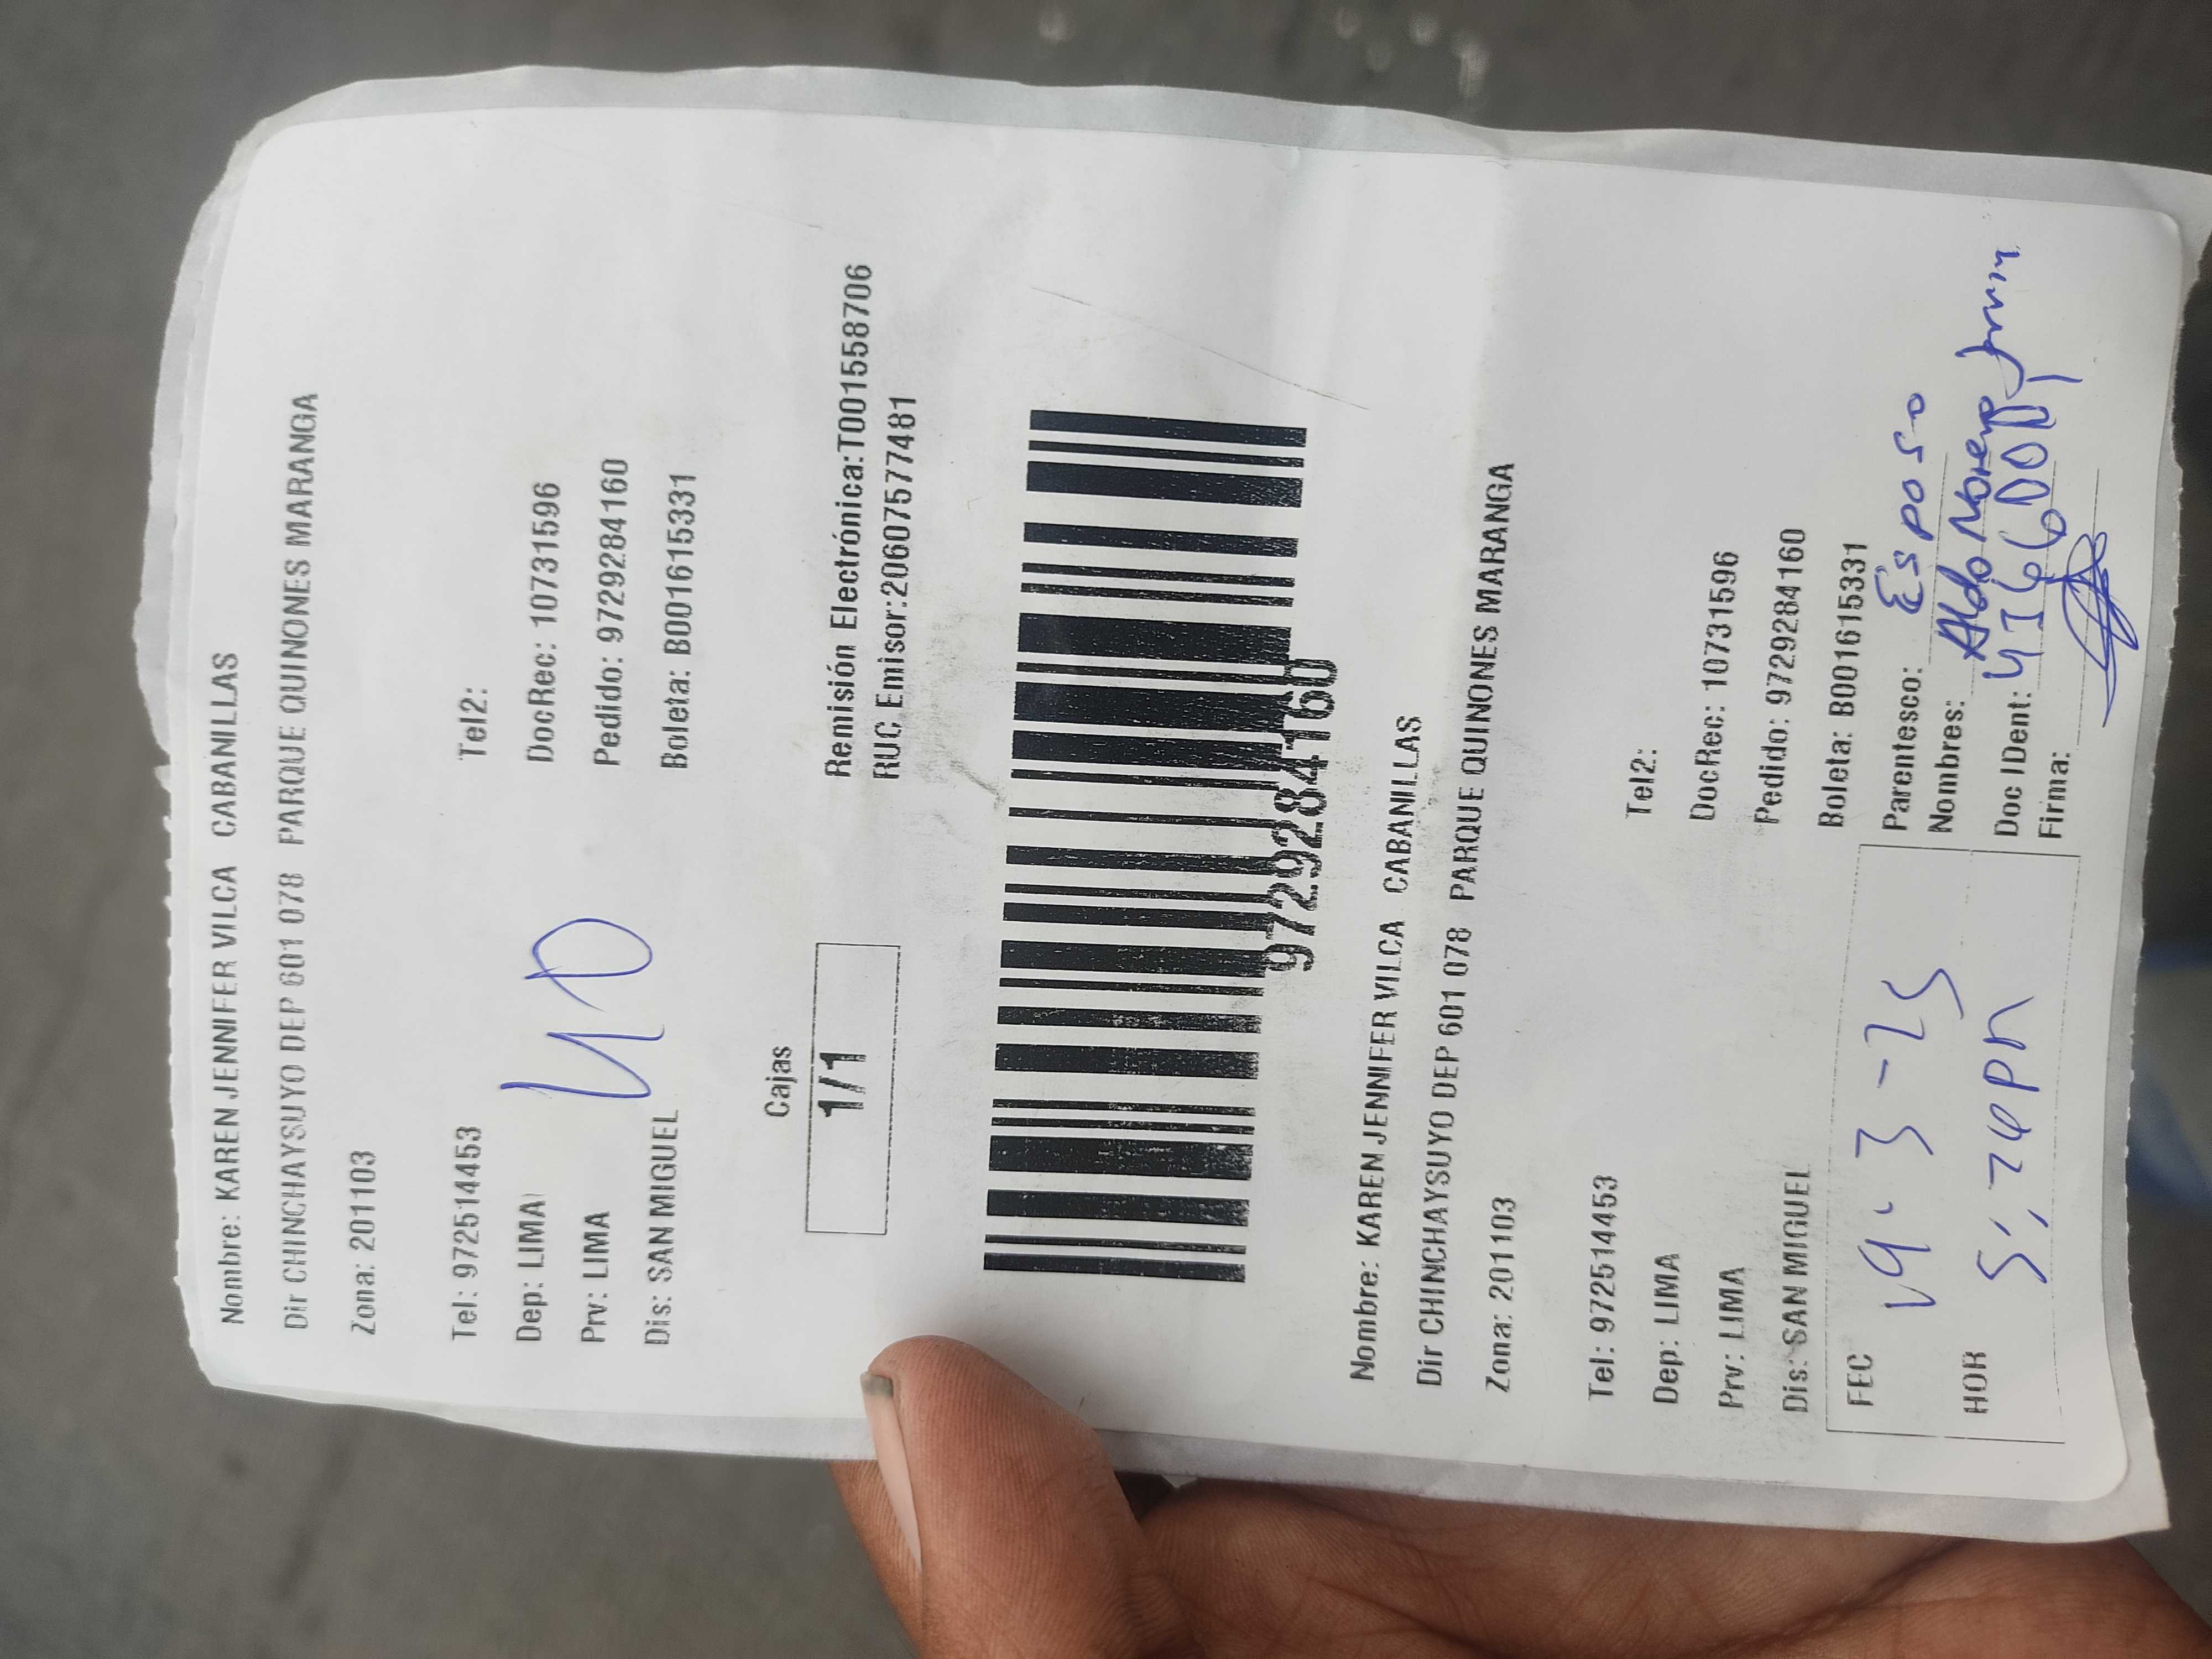 Nombre: KAREN JENNIFER VILCA CABANILLAS
Dir CHINCHAYSUYO DEP 601 078 PARQUE QUINONES MARANGA
Zona: 201103
Tel: 972514453 Tel2:
Dep: LIMA DocRec: 10731596
Prv: LIMA Pedido: 9729284160
Dis: SAN MIGUEL Boleta: B001615331
Cajas
1/1
Remisión Electrónica:T001558706
RUC Emisor:20607577481
9729284160
Nombre: KAREN JENNIFER VILCA CABANILLAS
Dir CHINCHAYSUYO DEP 601 078 PARQUE QUINONES MARANGA
Zona: 201103
Tel: 972514453 Tel2:
Dep: LIMA DocRec: 10731596
Prv: LIMA Pedido: 9729284160
Dis: SAN MIGUEL Boleta: B001615331
FEC 19-3-25
HOR
Parentesco: Esposo
Nombres: Aldo
Doc IDent:
Firma: